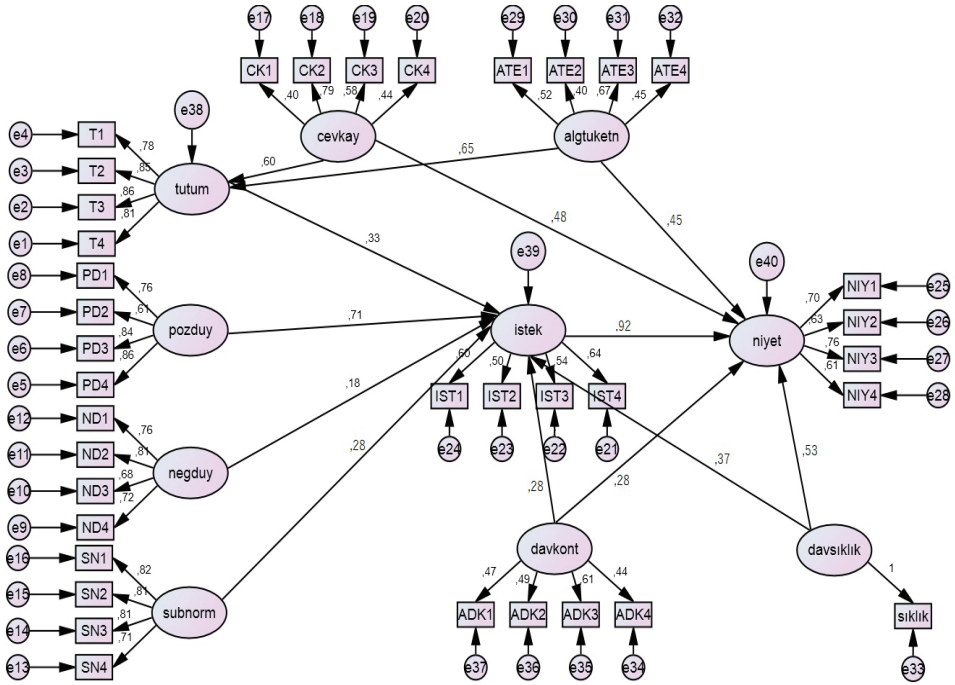 e17 e18 e19 e20 e29 e30 e31 e32
CK1 CK2 CK3 CK4 ATE1 ATE2 ATE3 ATE4
,40 ,79 ,58 ,44 ,52 ,40 ,67 ,45
e38
cevkay algtuketn
e4 T1
,78
e3 T2
,85
,60 ,65
tutum
e2 T3
,86
,81
e1 T4
,48 ,45
,33
e39 e40
e8 PD1
,76
e7 PD2
,61
e6 PD3
,84
,86
e5 PD4
pozduy
,71
istek
,92
niyet
,70 NIY1 e25
,53 NIY2 e26
,76 NIY3 e27
,61 NIY4 e28
,60 ,50 ,54 ,64
IST1 IST2 IST3 IST4
e24 e23 e22 e21
e12 ND1
,76
e11 ND2
,81
e10 ND3
,68
,72
e9 ND4
negduy
,18
,28
,37
,53
,28 ,28
e16 SN1
,82
e15 SN2
,81
e14 SN3
,81
,71
e13 SN4
subnorm
davkont davsıklık
,47 ,49 ,61 ,44 1
ADK1 ADK2 ADK3 ADK4 sıklık
e37 e36 e35 e34 e33